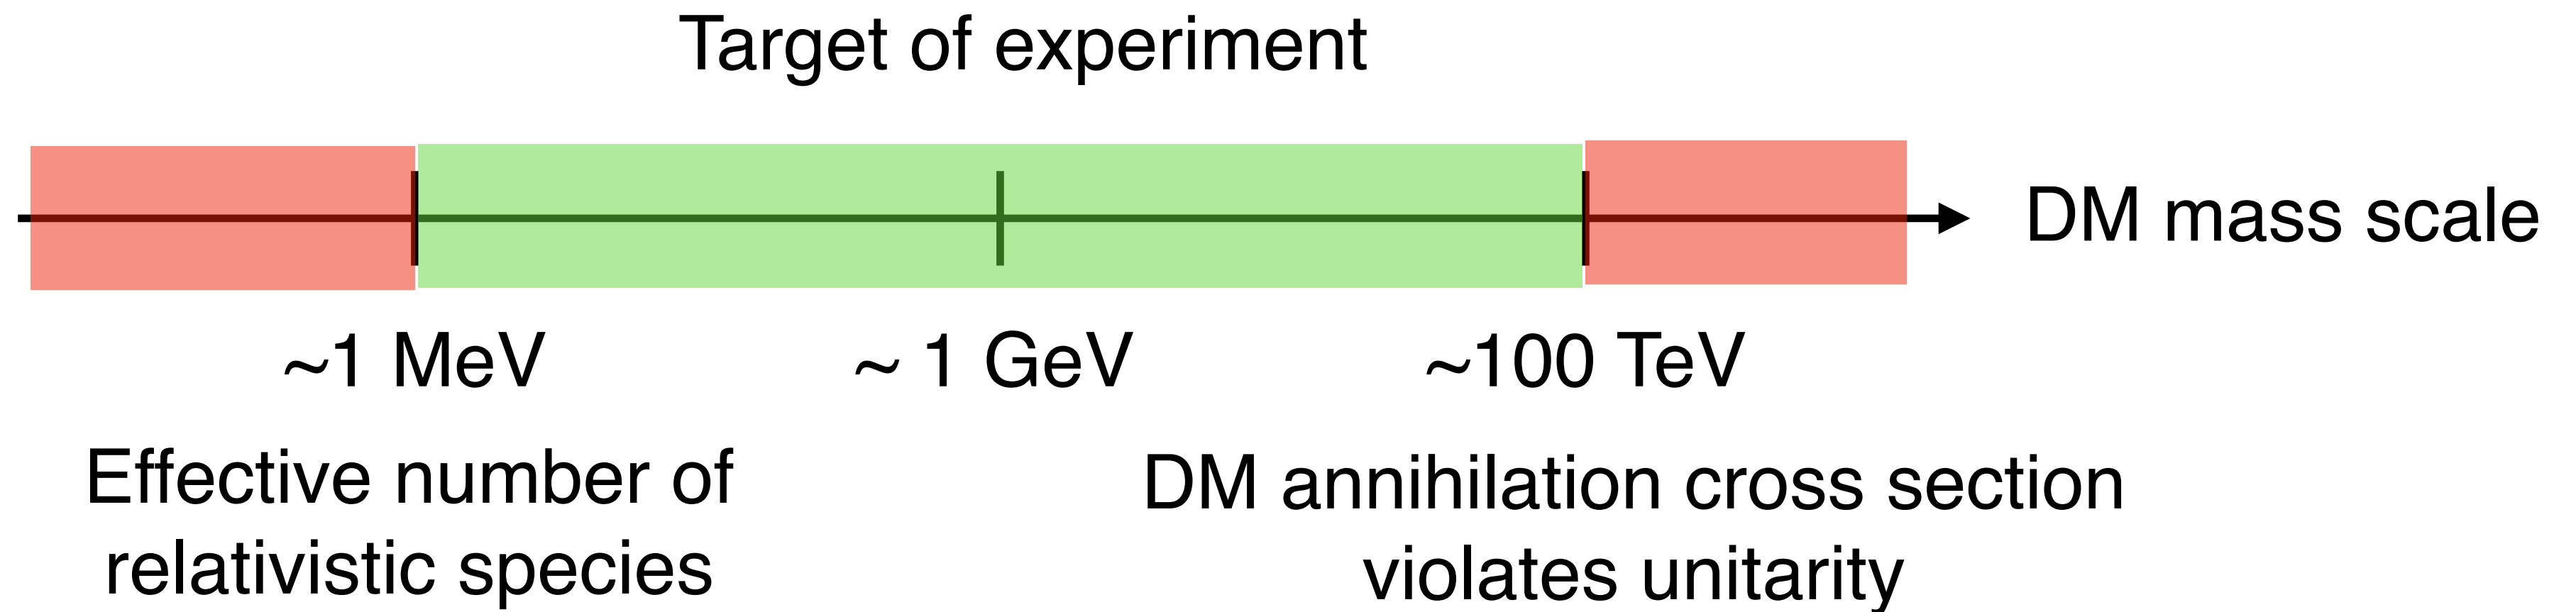 Target of experiment
DM mass scale
~1 MeV
~ 1 GeV
~100 TeV
Effective number of
relativistic species
DM annihilation cross section
violates unitarity